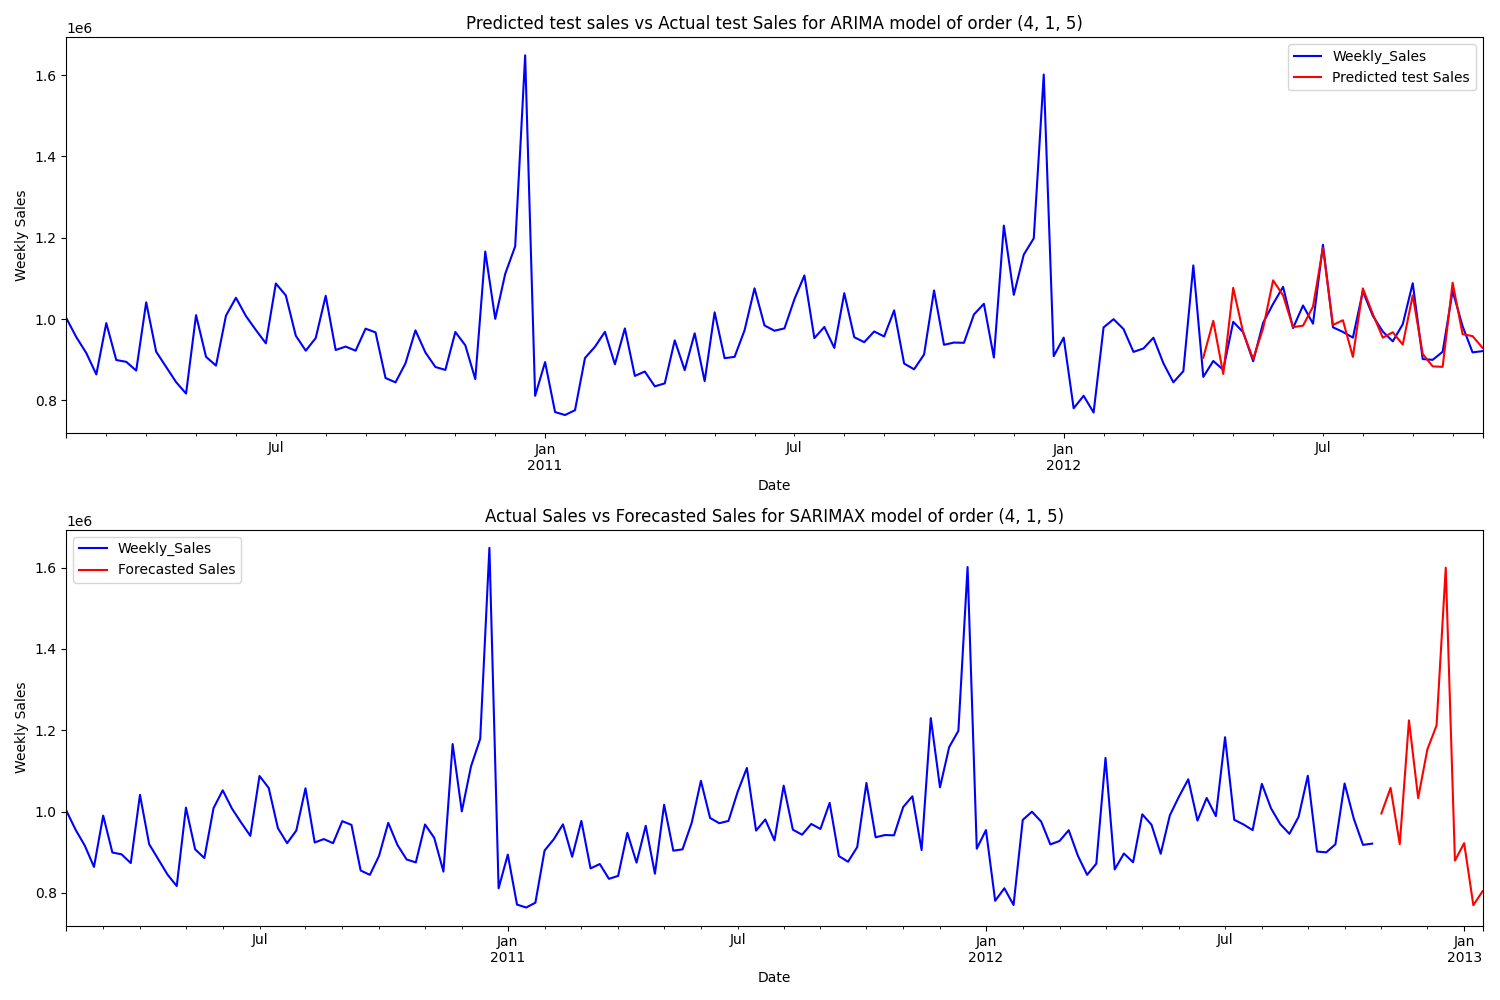 Predicted test sales vs Actual test Sales for ARIMA model of order (4, 1, 5)
1e6
Weekly_Sales
Predicted test Sales
1.6
1.4
1.2
1.0
0.8
Weekly Sales
Jul
Jan
2011
Jul
Jan
2012
Jul
Date
Actual Sales vs Forecasted Sales for SARIMAX model of order (4, 1, 5)
1e6
Weekly_Sales
Forecasted Sales
1.6
1.4
1.2
1.0
0.8
Weekly Sales
Jul
Jan
2011
Jul
Jan
2012
Jul
Jan
2013
Date